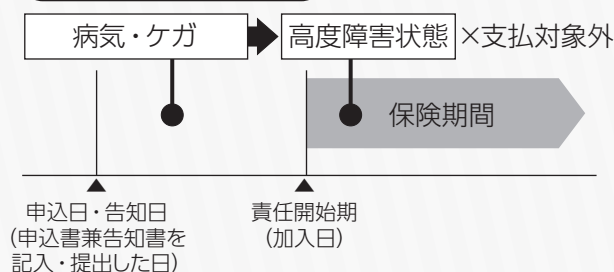 病気・ケガ
高度障害状態
×支払対象外
保険期間
申込日・告知日
(申込書兼告知書を
記入・提出した日)
責任開始期
(加入日)